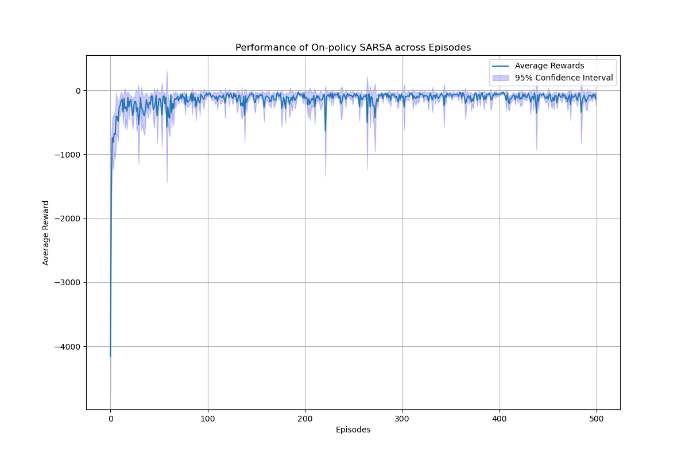 Performance of On-policy SARSA across Episodes
Average Rewards
95% Confidence Interval
0
−1000
−2000
−3000
−4000
Average Reward
0
100
200
300
400
500
Episodes